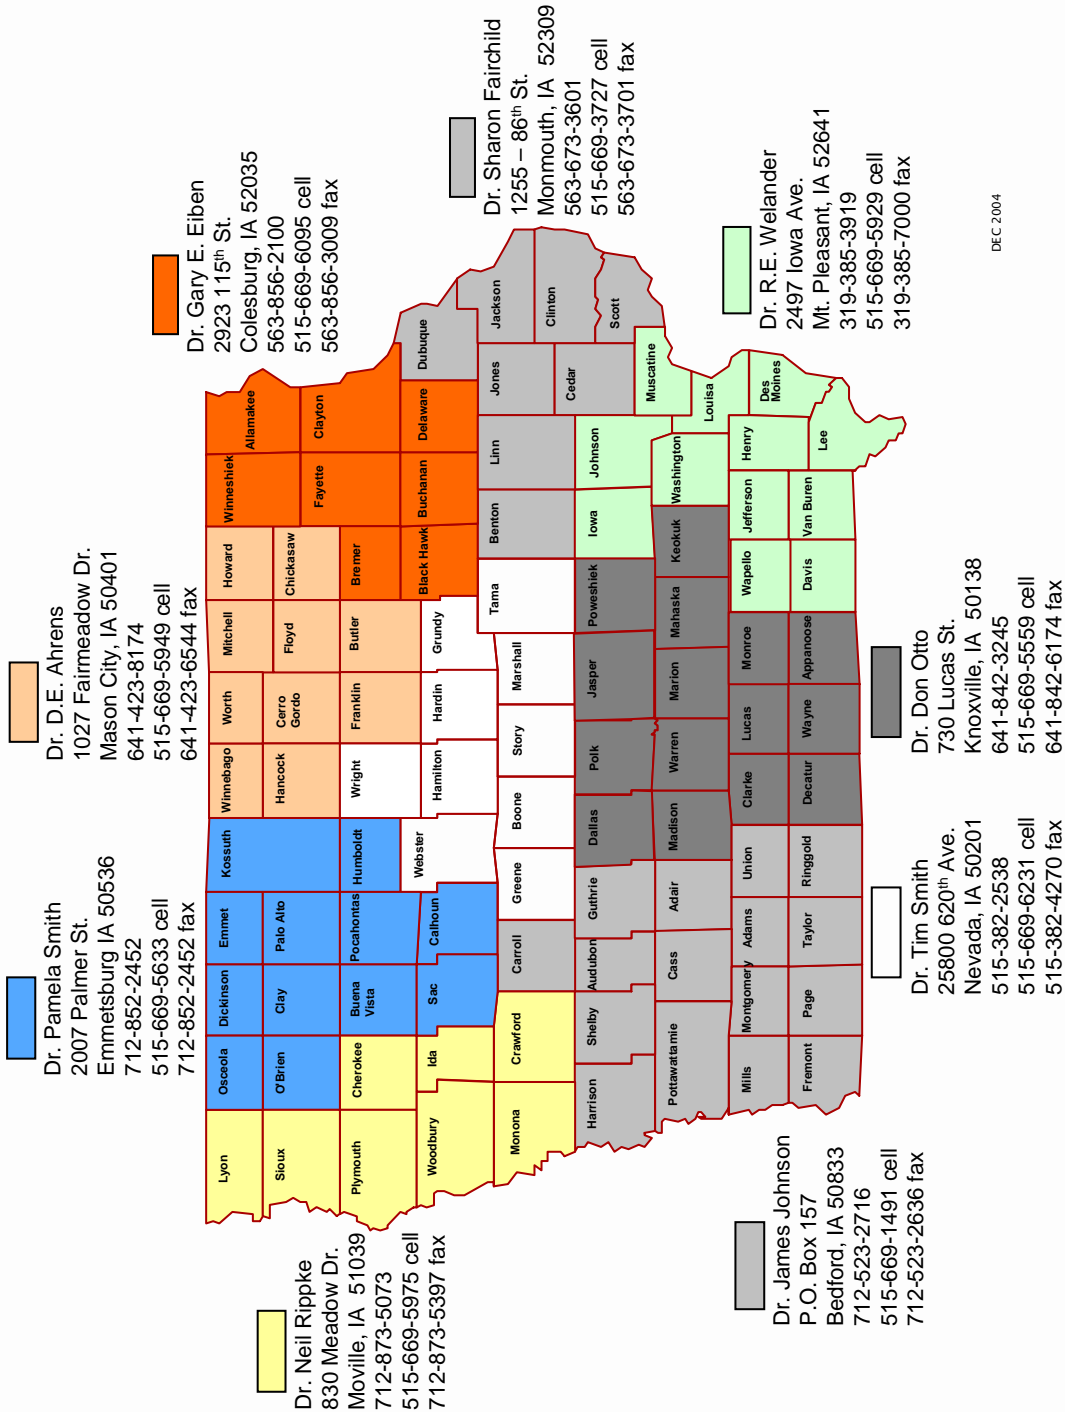 Dr. Pamela Smith
2007 Palmer St.
Emmetsburg IA 50536
712-852-2452
515-669-5633 cell
712-852-2452 fax
Dr. D.E. Ahrens
1027 Fairmeadow Dr.
Mason City, IA 50401
641-423-8174
515-669-5949 cell
641-423-6544 fax
Dr. Gary E. Eiben
2923 115th St.
Colesburg, IA 52035
563-856-2100
515-669-6095 cell
563-856-3009 fax
Dr. Neil Rippke
830 Meadow Dr.
Moville, IA 51039
712-873-5073
515-669-5975 cell
712-873-5397 fax
Dr. Sharon Fairchild
1255 – 86th St.
Monmouth, IA 52309
563-673-3601
515-669-3727 cell
563-673-3701 fax
Lyon
Osceola
Dickinson
Emmet
Kossuth
Winnebago
Worth
Mitchell
Howard
Winneshiek
Allamakee
Sioux
O'Brien
Clay
Palo Alto
Hancock
Cerro
Gordo
Floyd
Chickasaw
Fayette
Clayton
Plymouth
Cherokee
Buena
Vista
Pocahontas
Humboldt
Wright
Franklin
Butler
Bremer
Woodbury
Ida
Sac
Calhoun
Webster
Hamilton
Hardin
Grundy
Black Hawk
Buchanan
Delaware
Dubuque
Monona
Crawford
Carroll
Greene
Boone
Story
Marshall
Tama
Benton
Linn
Jones
Jackson
Clinton
Cedar
Scott
Harrison
Shelby
Audubon
Guthrie
Dallas
Polk
Jasper
Poweshiek
Iowa
Johnson
Muscatine
Pottawattame
Cass
Adair
Madison
Warren
Marion
Mahaska
Keokuk
Washington
Louisa
Mills
Montgomery
Adams
Union
Clarke
Lucas
Monroe
Wapello
Jefferson
Henry
Des
Moines
Fremont
Page
Taylor
Ringgold
Decatur
Wayne
Appanoose
Davis
Van Buren
Lee
Dr. James Johnson
P.O. Box 157
Bedford, IA 50833
712-523-2716
515-669-1491 cell
712-523-2636 fax
Dr. Tim Smith
25800 620th Ave.
Nevada, IA 50201
515-382-2538
515-669-6231 cell
515-382-4270 fax
Dr. Don Otto
730 Lucas St.
Knoxville, IA 50138
641-842-3245
515-669-5559 cell
641-842-6174 fax
Dr. R.E. Welander
2497 Iowa Ave.
Mt. Pleasant, IA 52641
319-385-3919
515-669-5929 cell
319-385-7000 fax
DEC 2004